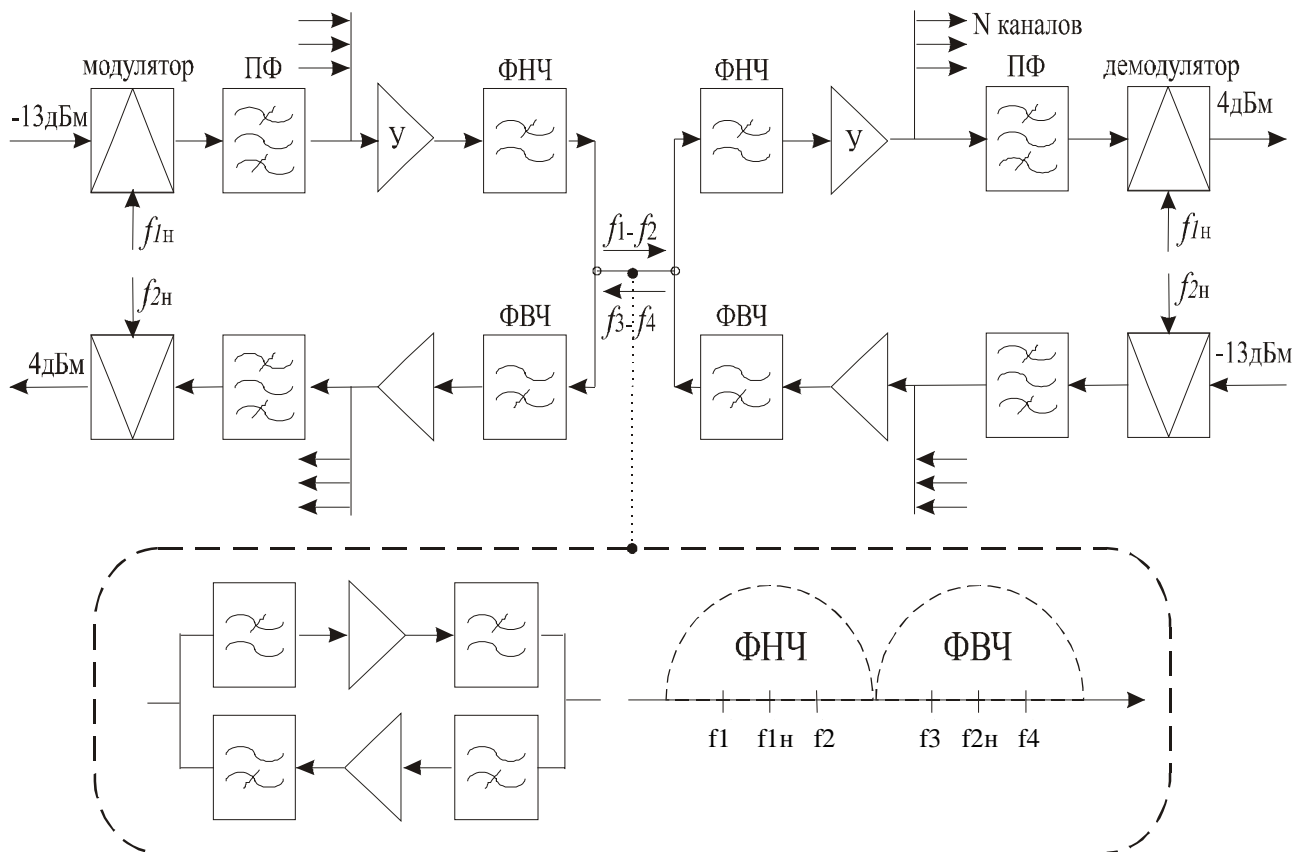 N каналов
модулятор
ПФ
ФНЧ
ФНЧ
ПФ
демодулятор
-13дБм
У
У
4дБм
f1н
f1-f2
f1н
f2н
f3-f4
f2н
ФВЧ
ФВЧ
4дБм
-13дБм
ФНЧ
ФВЧ
f1
f1н
f2
f3
f2н
f4